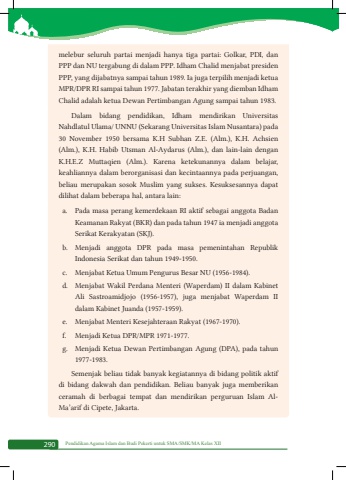 melebur seluruh partai menjadi hanya tiga partai: Golkar, PDI, dan
PPP dan NU tergabung di dalam PPP. Idham Chalid menjabat presiden
PPP, yang dijabatnya sampai tahun 1989. Ia juga terpilih menjadi ketua
MPR/DPR RI sampai tahun 1977. Jabatan terakhir yang diemban Idham
Chalid adalah ketua Dewan Pertimbangan Agung sampai tahun 1983.
Dalam bidang pendidikan, Idham mendirikan Universitas
Nahdlatul Ulama/ UNNU (Sekarang Universitas Islam Nusantara) pada
30 November 1950 bersama K.H Subhan Z.E. (Alm.), K.H. Achsien
(Alm.), K.H. Habib Utsman Al-Aydarus (Alm.), dan lain-lain dengan
K.H.E.Z Muttaqien (Alm.). Karena ketekunannya dalam belajar,
keahliannya dalam berorganisasi dan kecintaannya pada perjuangan,
beliau merupakan sosok Muslim yang sukses. Kesuksesannya dapat
dilihat dalam beberapa hal, antara lain:
a. Pada masa perang kemerdekaan RI aktif sebagai anggota Badan
Keamanan Rakyat (BKR) dan pada tahun 1947 ia menjadi anggota
Serikat Kerakyatan (SKJ).
b. Menjadi anggota DPR pada masa pemenintahan Republik
Indonesia Serikat dan tahun 1949-1950.
c. Menjabat Ketua Umum Pengurus Besar NU (1956-1984).
d. Menjabat Wakil Perdana Menteri (Waperdam) II dalam Kabinet
Ali Sastroamidjojo (1956-1957), juga menjabat Waperdam II
dalam Kabinet Juanda (1957-1959).
e. Menjabat Menteri Kesejahteraan Rakyat (1967-1970).
f. Menjadi Ketua DPR/MPR 1971-1977.
g. Menjadi Ketua Dewan Pertimbangan Agung (DPA), pada tahun
1977-1983.
Semenjak beliau tidak banyak kegiatannya di bidang politik aktif
di bidang dakwah dan pendidikan. Beliau banyak juga memberikan
ceramah di berbagai tempat dan mendirikan perguruan Islam Al-
Ma'arif di Cipete, Jakarta.
290 Pendidikan Agama Islam dan Budi Pekerti untuk SMA/SMK/MA Kelas XII